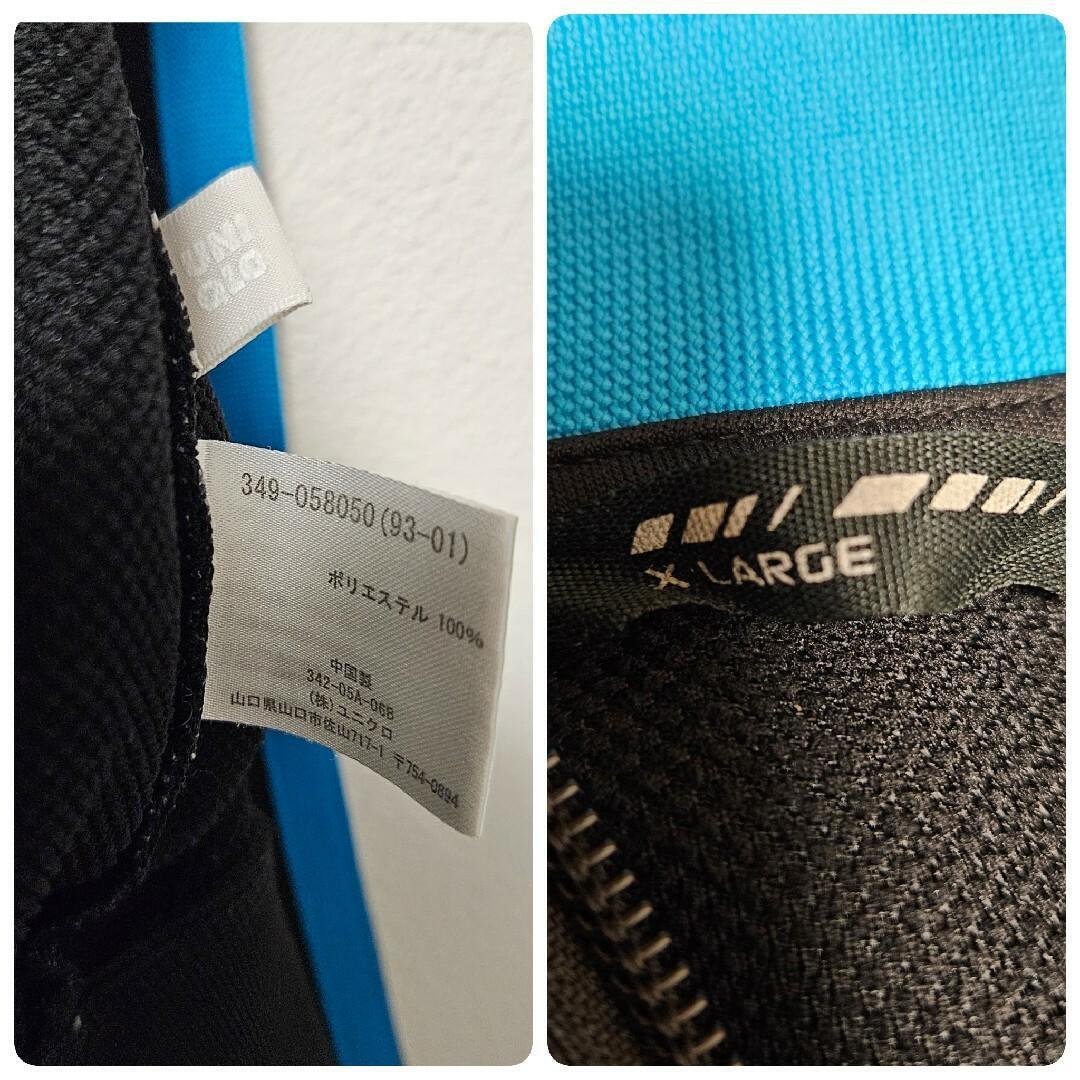 UNI
QLO
349-058050(93-01)
ポリエステル 100%
中国製
342-05A-06B
(株)ユニクロ
山口県山口市佐山717-1 〒754-0894
X LARGE